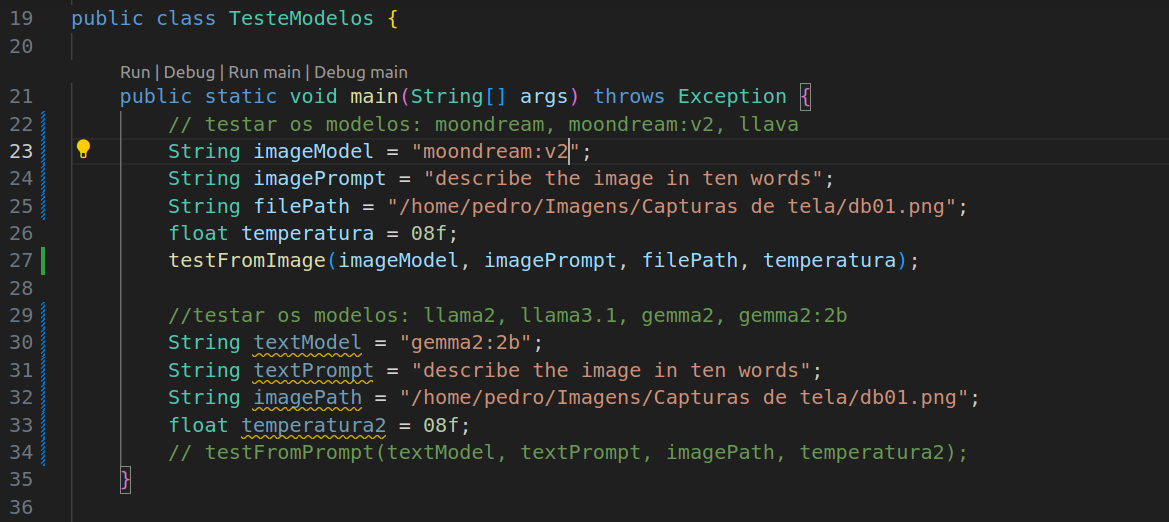 19 public class TesteModelos {
20
Run | Debug | Run main | Debug main
21 public static void main(String[] args) throws Exception {
22 // testar os modelos: moondream, moondream:v2, llava
23 String imageModel = "moondream:v2";
24 String imagePrompt = "describe the image in ten words";
25 String filePath = "/home/pedro/Imagens/Capturas de tela/db01.png";
26 float temperatura = 08f;
27 testFromImage(imageModel, imagePrompt, filePath, temperatura);
28
29 //testar os modelos: llama2, llama3.1, gemma2, gemma2:2b
30 String textModel = "gemma2:2b";
31 String textPrompt = "describe the image in ten words";
32 String imagePath = "/home/pedro/Imagens/Capturas de tela/db01.png";
33 float temperatura2 = 08f;
34 // testFromPrompt(textModel, textPrompt, imagePath, temperatura2);
35 }
36